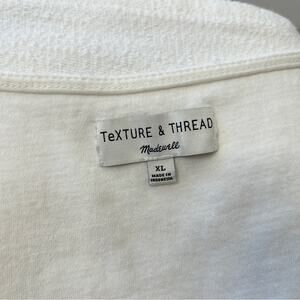 TeXTURE & THREAD
Madewell
XL
MADE IN
INDONESIA